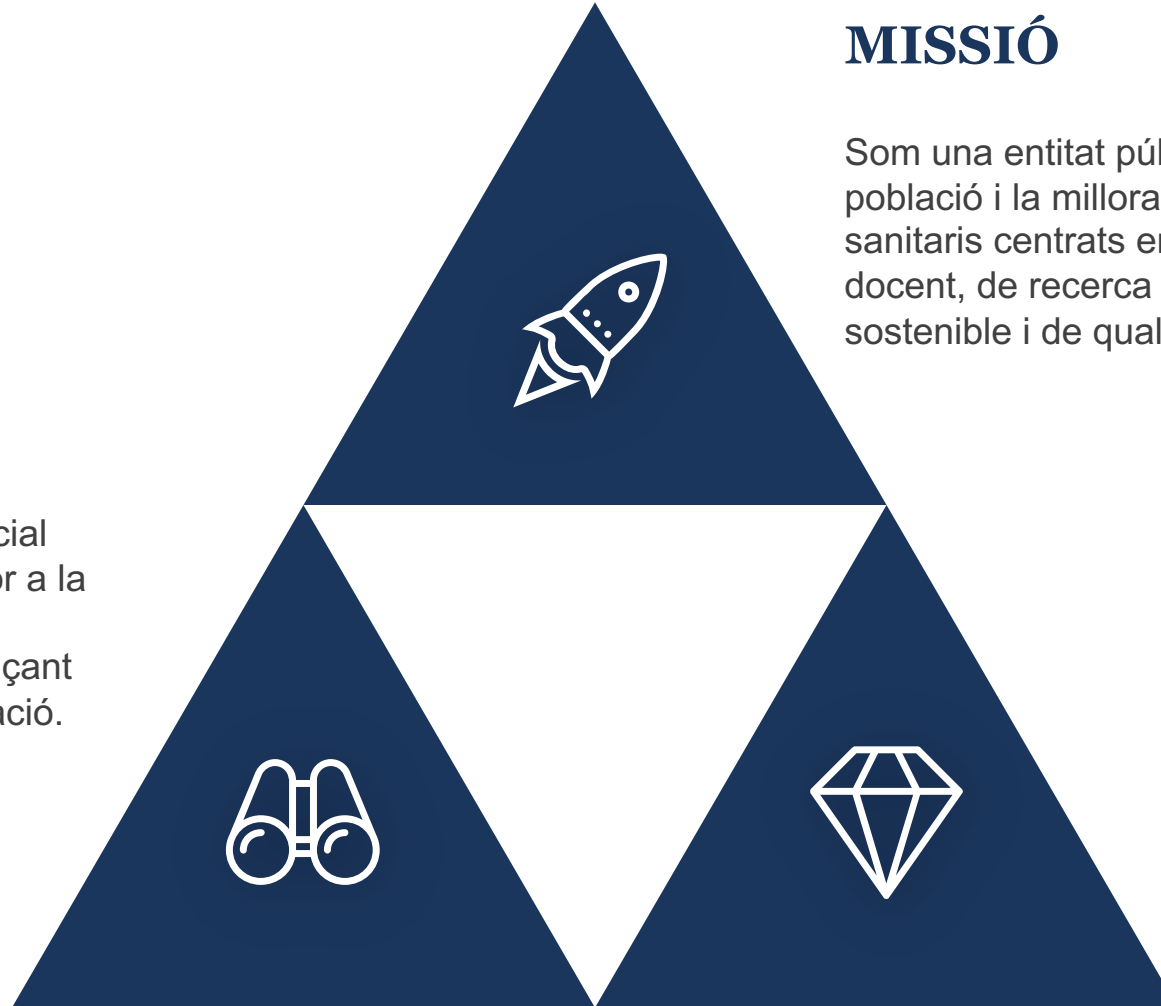 MISSIÓ
Som una entitat púb
població i la millora
sanitaris centrats en
docent, de recerca
sostenible i de qual
cial
or a la
çant
ació.